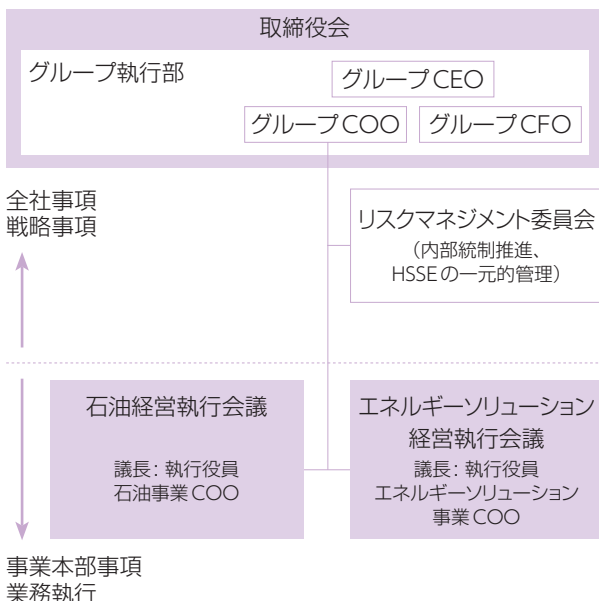 取締役会
グループ執行部
グループCEO
グループCOO
グループCFO
全社事項
戦略事項
リスクマネジメント委員会
（内部統制推進、
HSSEの一元的管理）
石油経営執行会議
議長：執行役員
石油事業COO
エネルギーソリューション
経営執行会議
議長：執行役員
エネルギーソリューション
事業COO
事業本部事項
業務執行